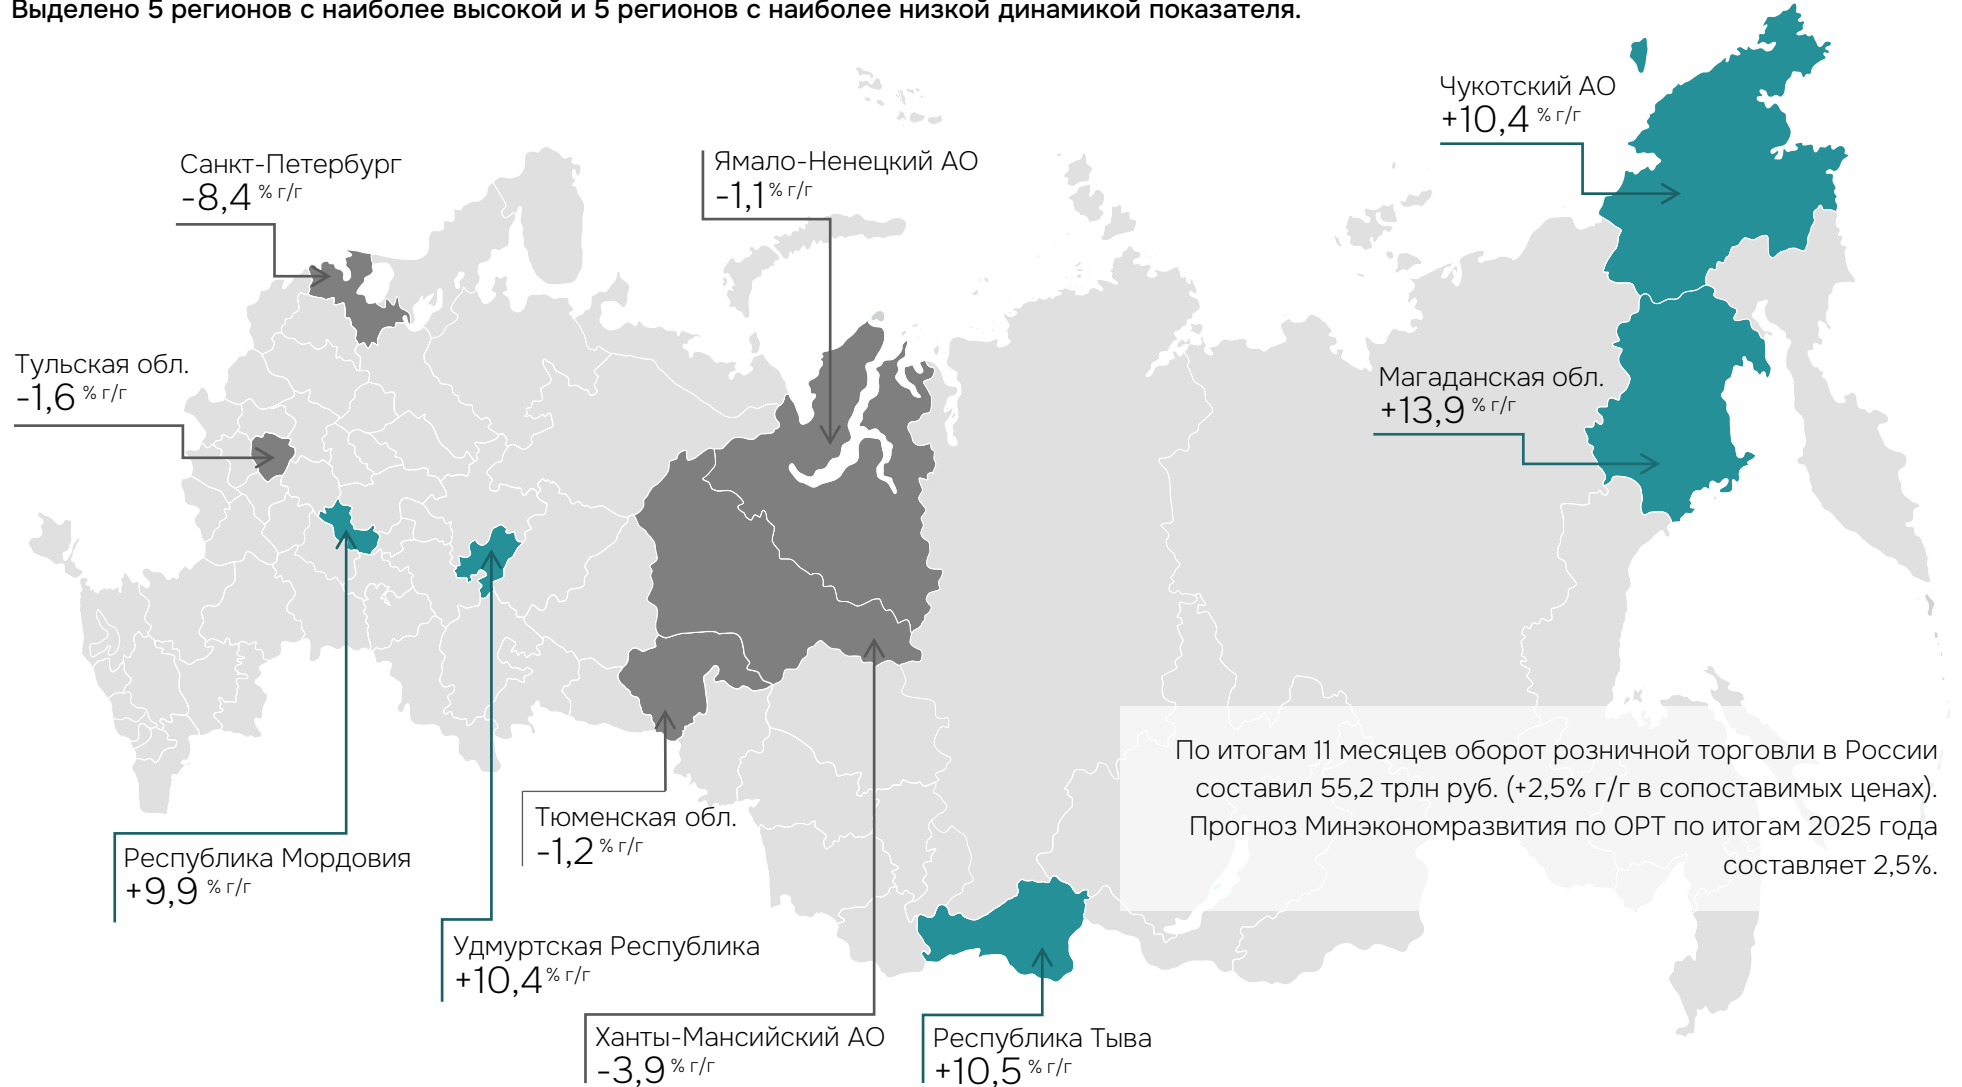 Выделено 5 регионов с наиболее высокой и 5 регионов с наиболее низкой динамикой показателя.
Чукотский АО
+10,4 % г/г
Санкт-Петербург
-8,4 % г/г
Ямало-Ненецкий АО
-1,1 % г/г
Тульская обл.
-1,6 % г/г
Магаданская обл.
+13,9 % г/г
По итогам 11 месяцев оборот розничной торговли в России
составил 55,2 трлн руб. (+2,5% г/г в сопоставимых ценах).
Прогноз Минэкономразвития по ОРТ по итогам 2025 года
составляет 2,5%.
Тюменская обл.
-1,2 % г/г
Республика Мордовия
+9,9 % г/г
Удмуртская Республика
+10,4 % г/г
Ханты-Мансийский АО
-3,9 % г/г
Республика Тыва
+10,5 % г/г